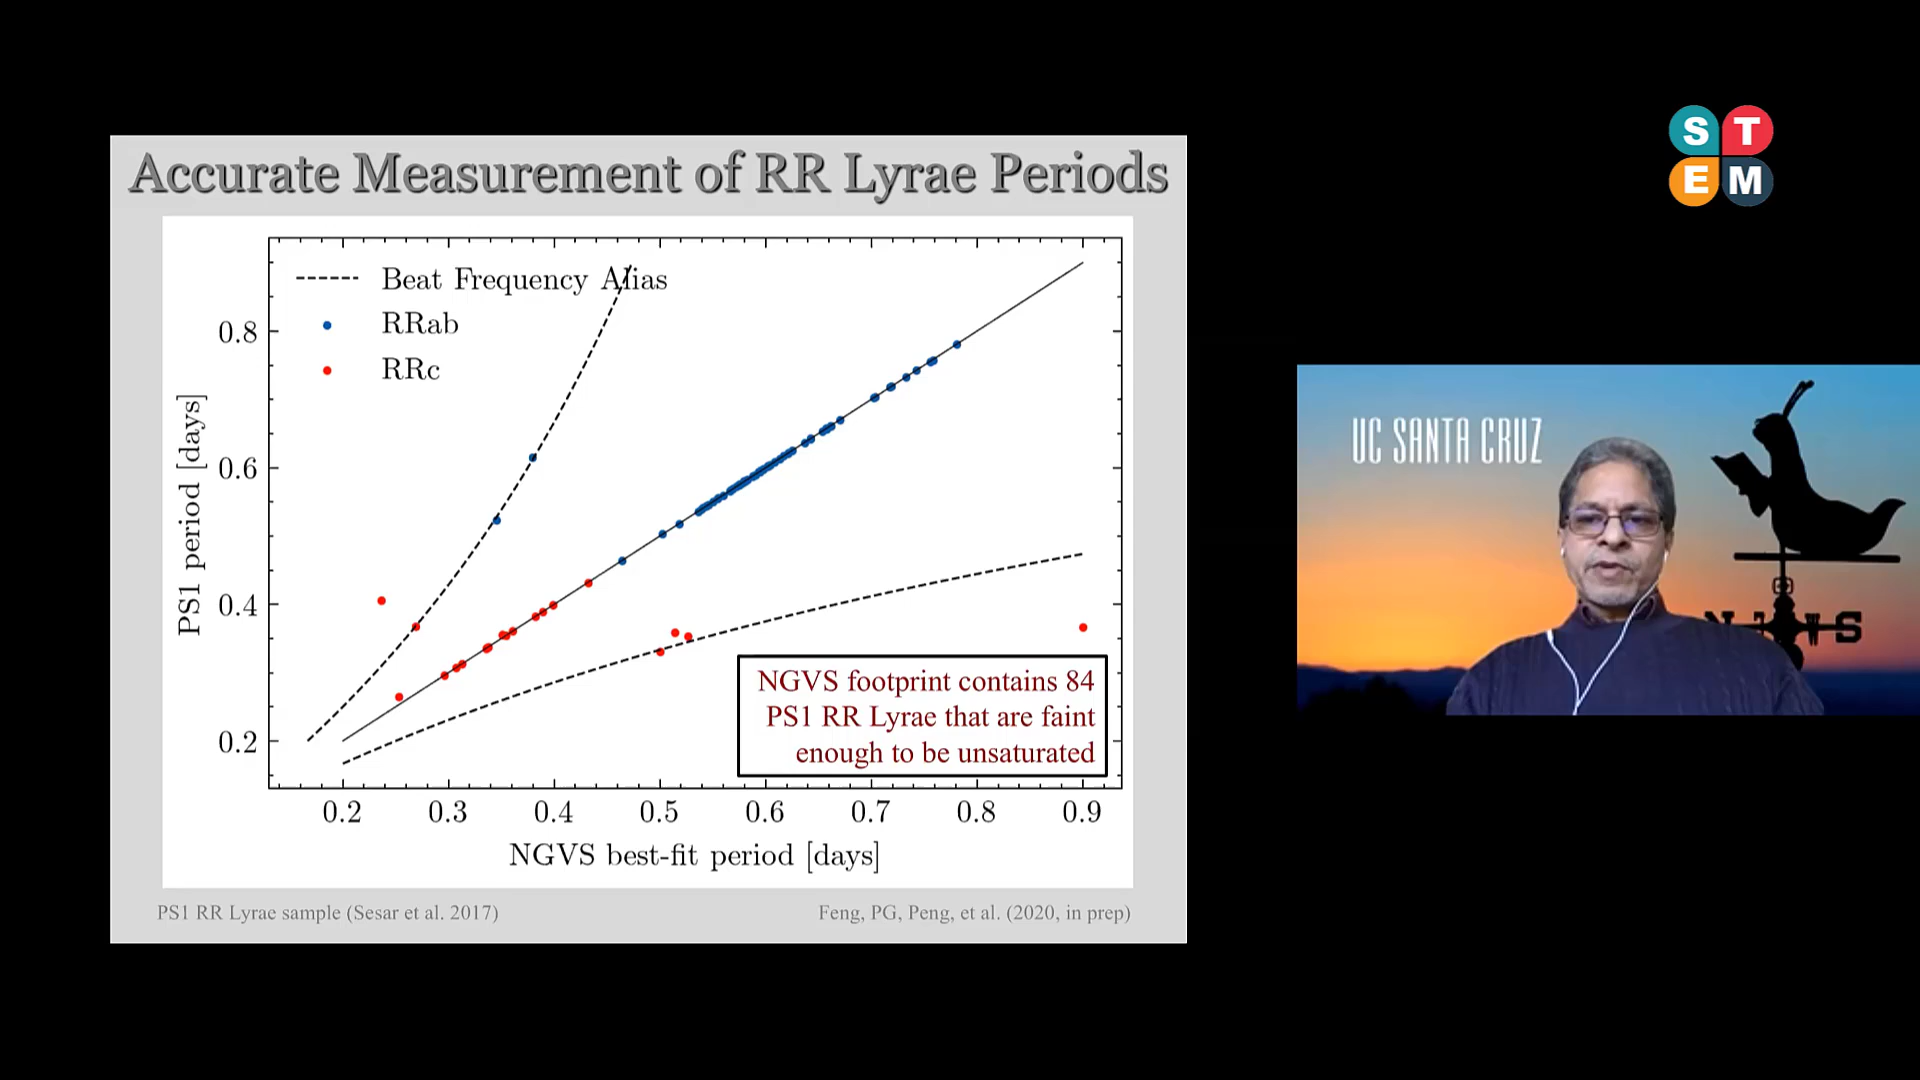 Accurate Measurement of RR Lyrae Periods
Beat Frequency Alias
RRab
RRc
PS1 period [days]
0.8
0.6
0.4
0.2
0.2 0.3 0.4 0.5 0.6 0.7 0.8 0.9
NGVS best-fit period [days]
NGVS footprint contains 84
PS1 RR Lyrae that are faint
enough to be unsaturated
PS1 RR Lyrae sample (Sesar et al. 2017)
Feng, PG, Peng, et al. (2020, in prep)
S T
E M
UC SANTA CRUZ
N S